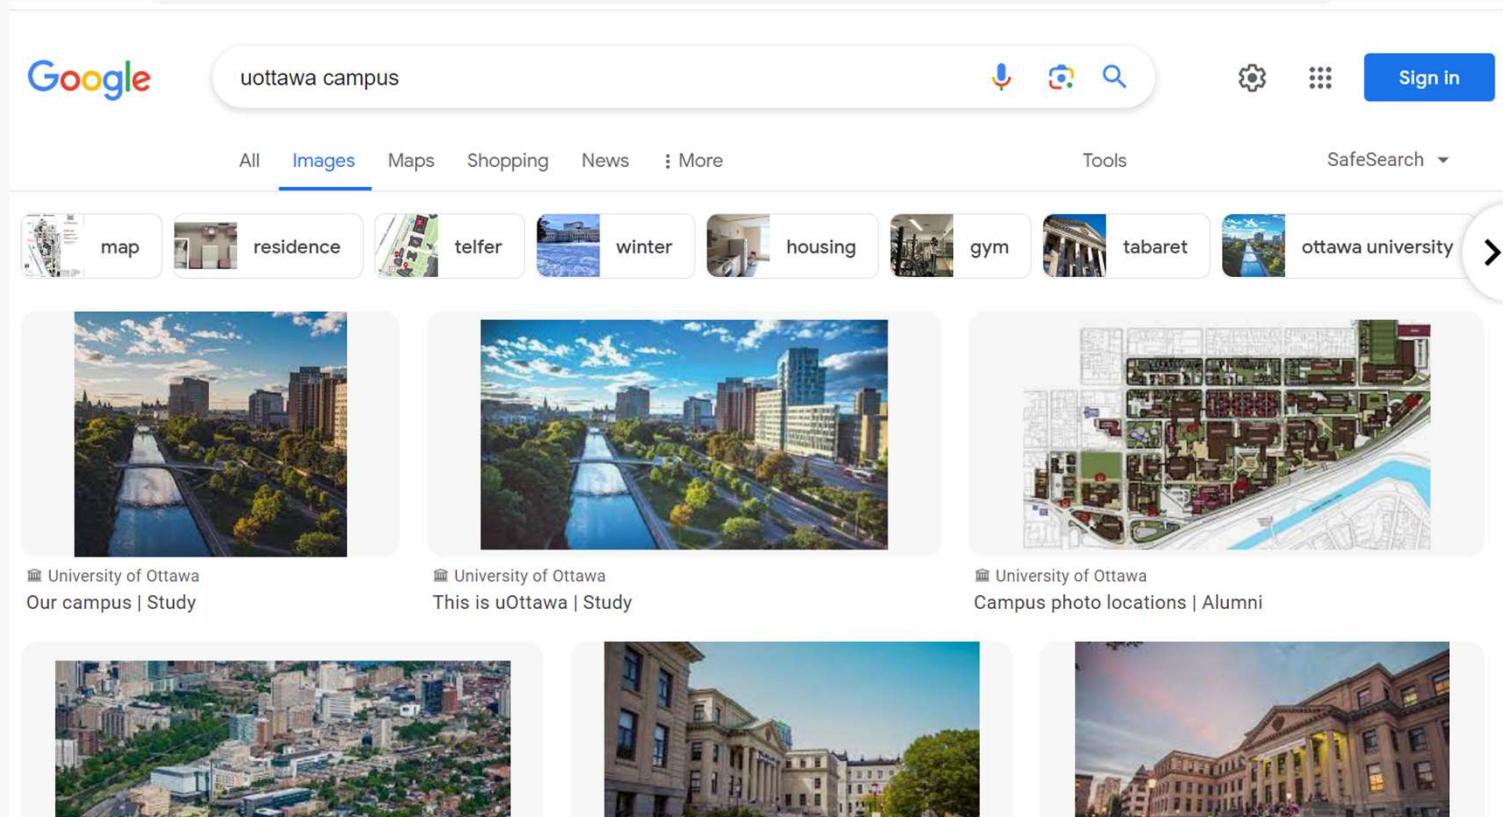 Google
uottawa campus
Sign in
All Images Maps Shopping News More
Tools
SafeSearch
map
residence
telfer
winter
housing
gym
tabaret
ottawa university
University of Ottawa
Our campus | Study
University of Ottawa
This is uOttawa | Study
University of Ottawa
Campus photo locations | Alumni